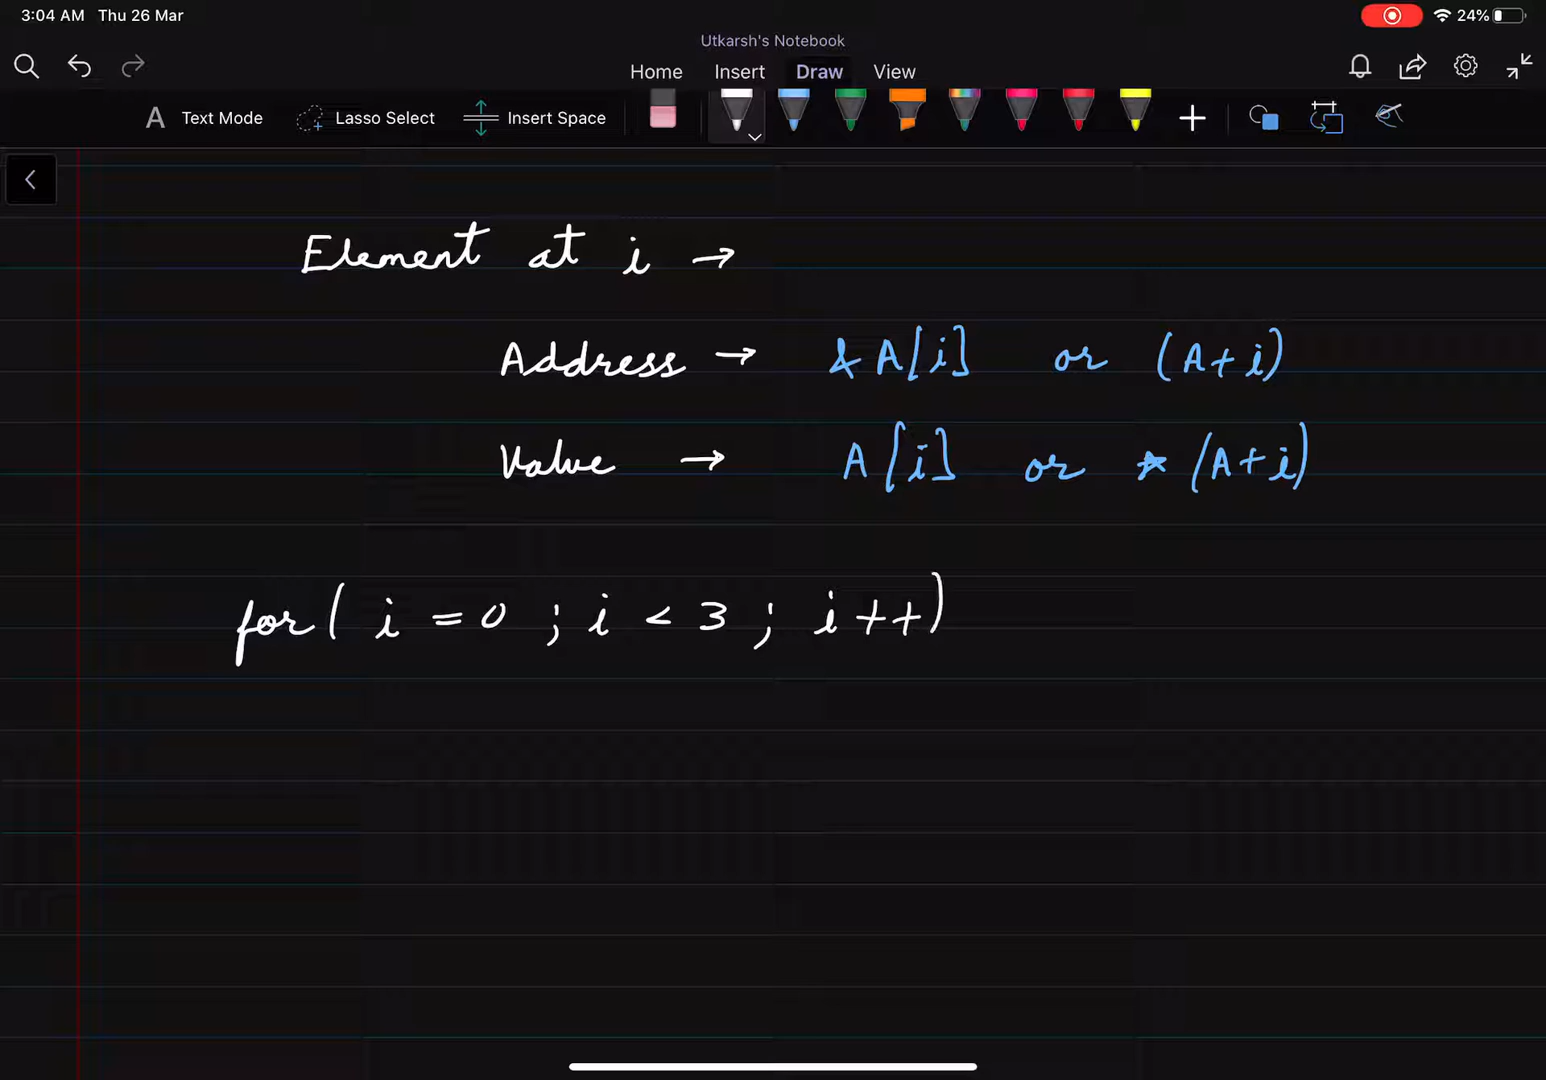 3:04 AM Thu 26 Mar
24%
Utkarsh's Notebook
Home Insert Draw View
A Text Mode Lasso Select Insert Space
Element at i →
Address → &A[i] or (A+i)
Value → A[i] or *(A+i)
for( i = 0 ; i < 3 ; i++)